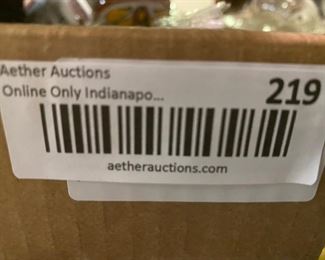 Aether Auctions
Online Only Indianapo... 219
aetherauctions.com